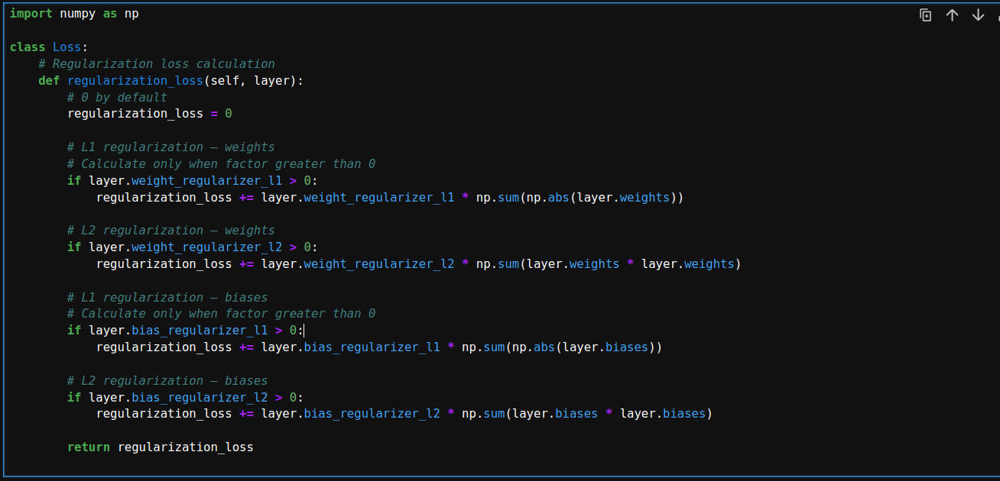 import numpy as np
class Loss:
# Regularization loss calculation
def regularization_loss(self, layer):
# 0 by default
regularization_loss = 0
# L1 regularization – weights
# Calculate only when factor greater than 0
if layer.weight_regularizer_l1 > 0:
regularization_loss += layer.weight_regularizer_l1 * np.sum(np.abs(layer.weights))
# L2 regularization – weights
if layer.weight_regularizer_l2 > 0:
regularization_loss += layer.weight_regularizer_l2 * np.sum(layer.weights * layer.weights)
# L1 regularization – biases
# Calculate only when factor greater than 0
if layer.bias_regularizer_l1 > 0:
regularization_loss += layer.bias_regularizer_l1 * np.sum(np.abs(layer.biases))
# L2 regularization – biases
if layer.bias_regularizer_l2 > 0:
regularization_loss += layer.bias_regularizer_l2 * np.sum(layer.biases * layer.biases)
return regularization_loss